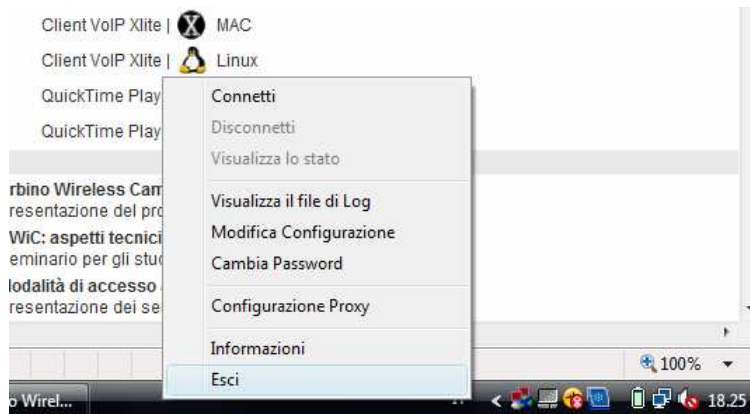 Client VoIP Xlite | MAC
Client VoIP Xlite | Linux
QuickTime Play
QuickTime Play
Connetti
Disconnetti
Visualizza lo stato
Visualizza il file di Log
Modifica Configurazione
Cambia Password
Configurazione Proxy
Informazioni
Esci
rbino Wireless Cam
resentazione del pro
WiC: aspetti tecnici
eminario per gli stud
lodalità di accesso
resentazione dei se
100%
o Wirel...
18.25